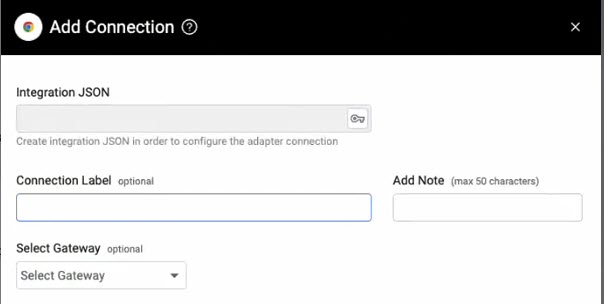 Add Connection
Integration JSON
Create integration JSON in order to configure the adapter connection
Connection Label optional
Add Note (max 50 characters)
Select Gateway optional
Select Gateway